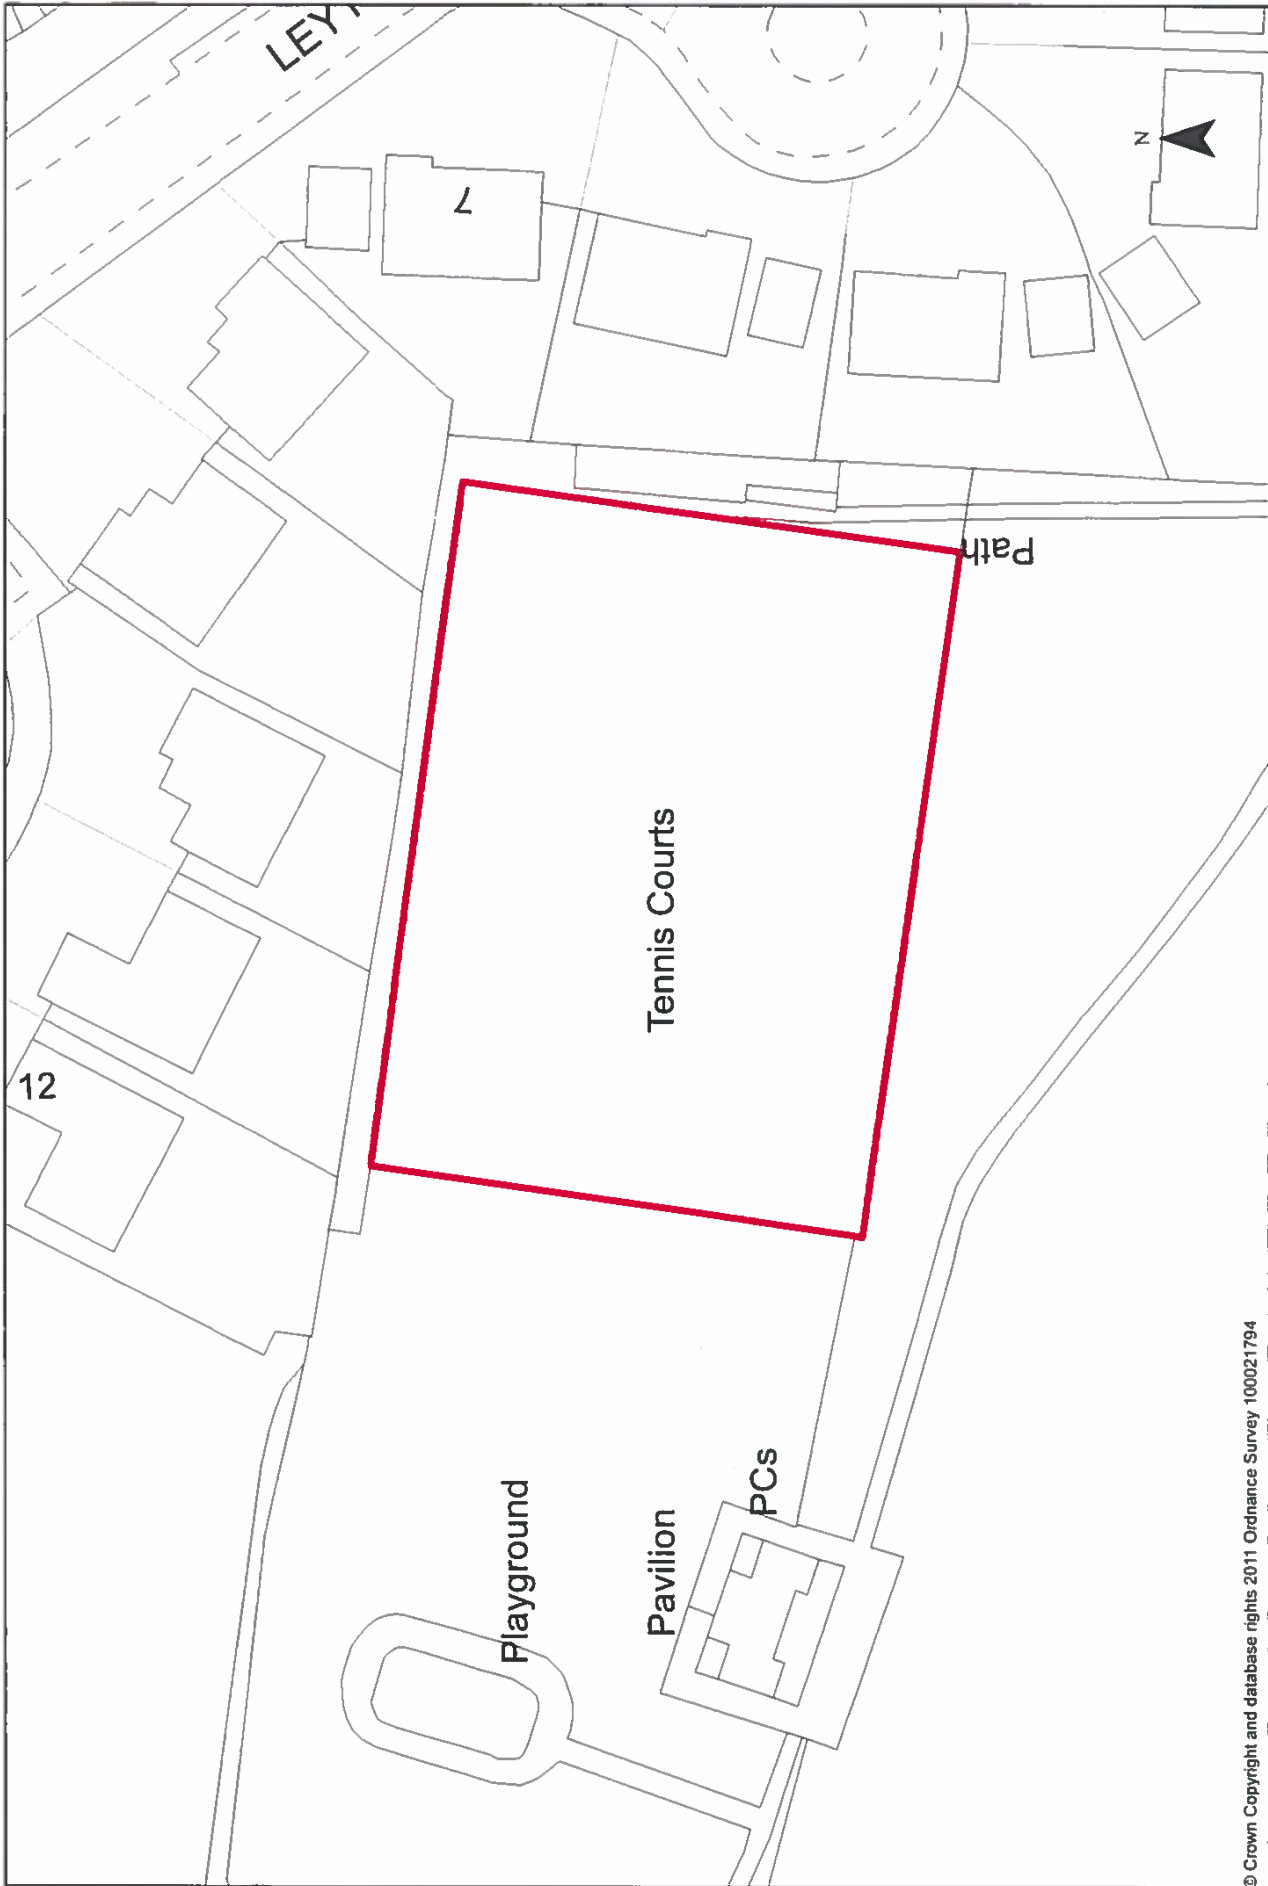 LEY
7
N
12
Path
Tennis Courts
Playground
Pavilion
PCs
© Crown Copyright and database rights 2011 Ordnance Survey 100021794